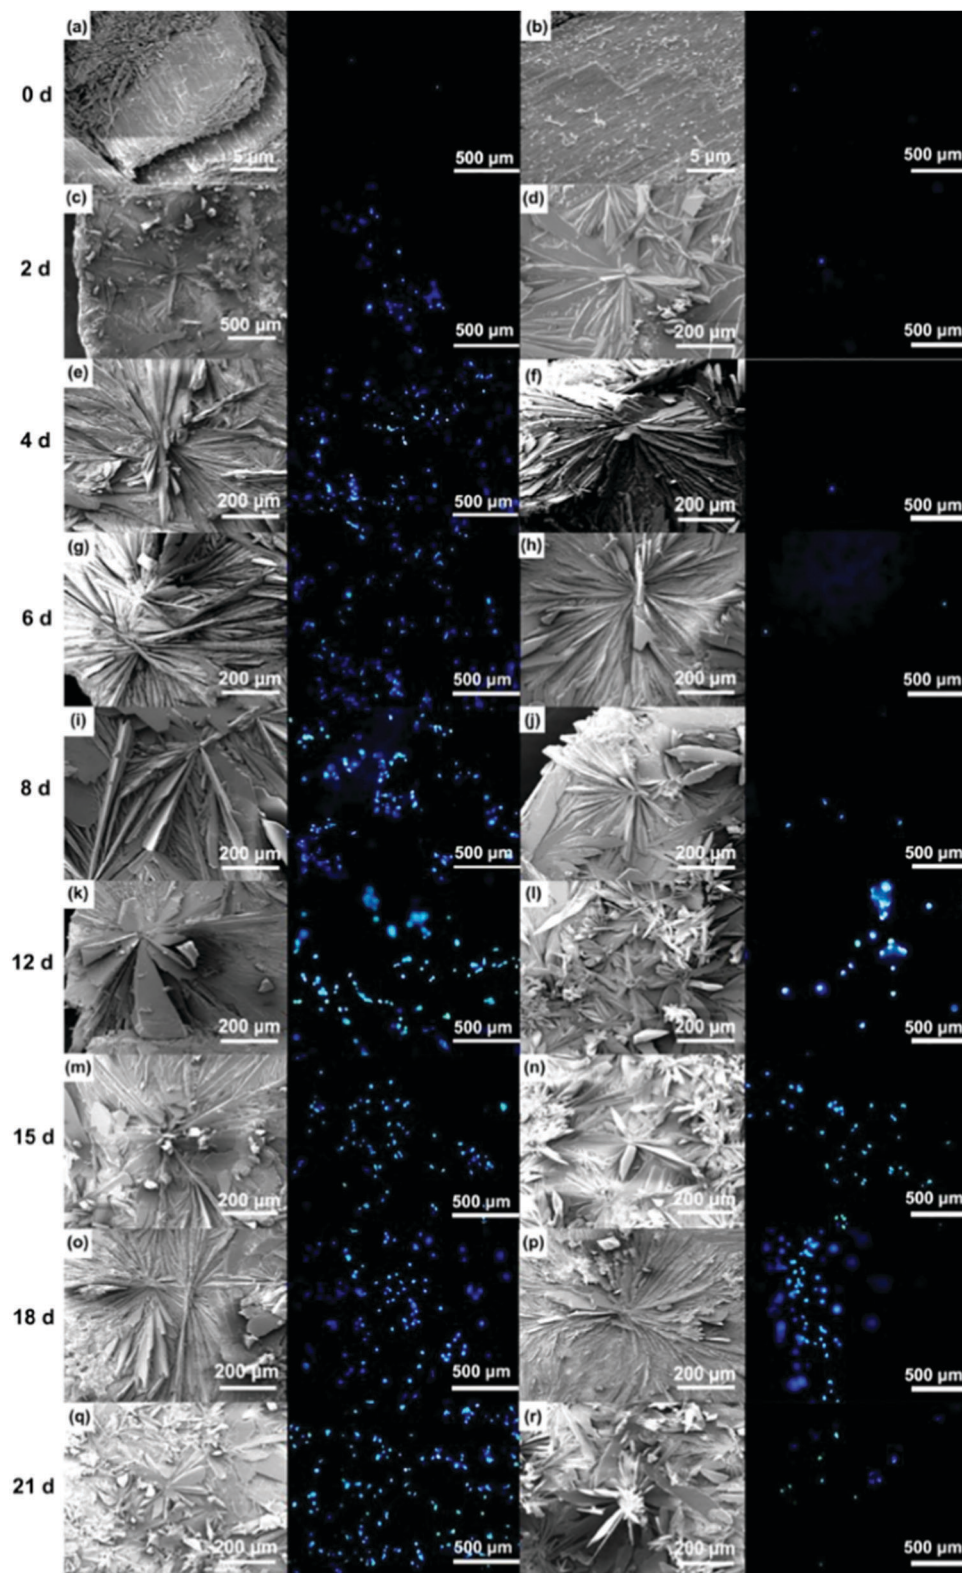 (a) (b)
0 d
5 μm 500 μm 5 μm 500 μm
(c) (d)
2 d
500 μm 500 μm 200 μm 500 μm
(e) (f)
4 d
200 μm 500 μm 200 μm 500 μm
(g) (h)
6 d
200 μm 500 μm 200 μm 500 μm
(i) (j)
8 d
200 μm 500 μm 200 μm 500 μm
(k) (l)
12 d
200 μm 500 μm 200 μm 500 μm
(m) (n)
15 d
200 μm 500 μm 200 μm 500 μm
(o) (p)
18 d
200 μm 500 μm 200 μm 500 μm
(q) (r)
21 d
200 μm 500 μm 200 μm 500 μm